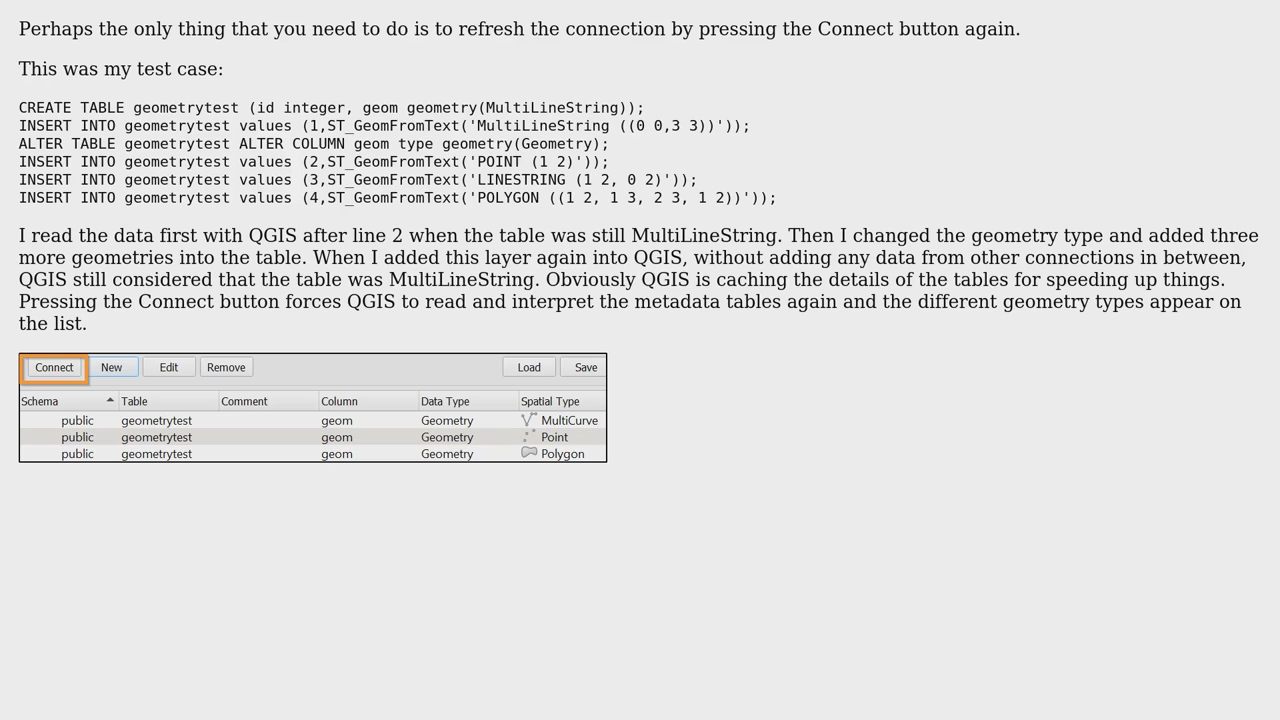 Perhaps the only thing that you need to do is to refresh the connection by pressing the Connect button again.
This was my test case:
CREATE TABLE geometrytest (id integer, geom geometry(MultiLineString));
INSERT INTO geometrytest values (1,ST_GeomFromText('MultiLineString ((0 0,3 3))'));
ALTER TABLE geometrytest ALTER COLUMN geom type geometry(Geometry);
INSERT INTO geometrytest values (2,ST_GeomFromText('POINT (1 2)'));
INSERT INTO geometrytest values (3,ST_GeomFromText('LINESTRING (1 2, 0 2)'));
INSERT INTO geometrytest values (4,ST_GeomFromText('POLYGON ((1 2, 1 3, 2 3, 1 2))'));
I read the data first with QGIS after line 2 when the table was still MultiLineString. Then I changed the geometry type and added three
more geometries into the table. When I added this layer again into QGIS, without adding any data from other connections in between,
QGIS still considered that the table was MultiLineString. Obviously QGIS is caching the details of the tables for speeding up things.
Pressing the Connect button forces QGIS to read and interpret the metadata tables again and the different geometry types appear on
the list.
Connect New Edit Remove Load Save
Schema Table Comment Column Data Type Spatial Type
public geometrytest geom Geometry MultiCurve
public geometrytest geom Geometry Point
public geometrytest geom Geometry Polygon